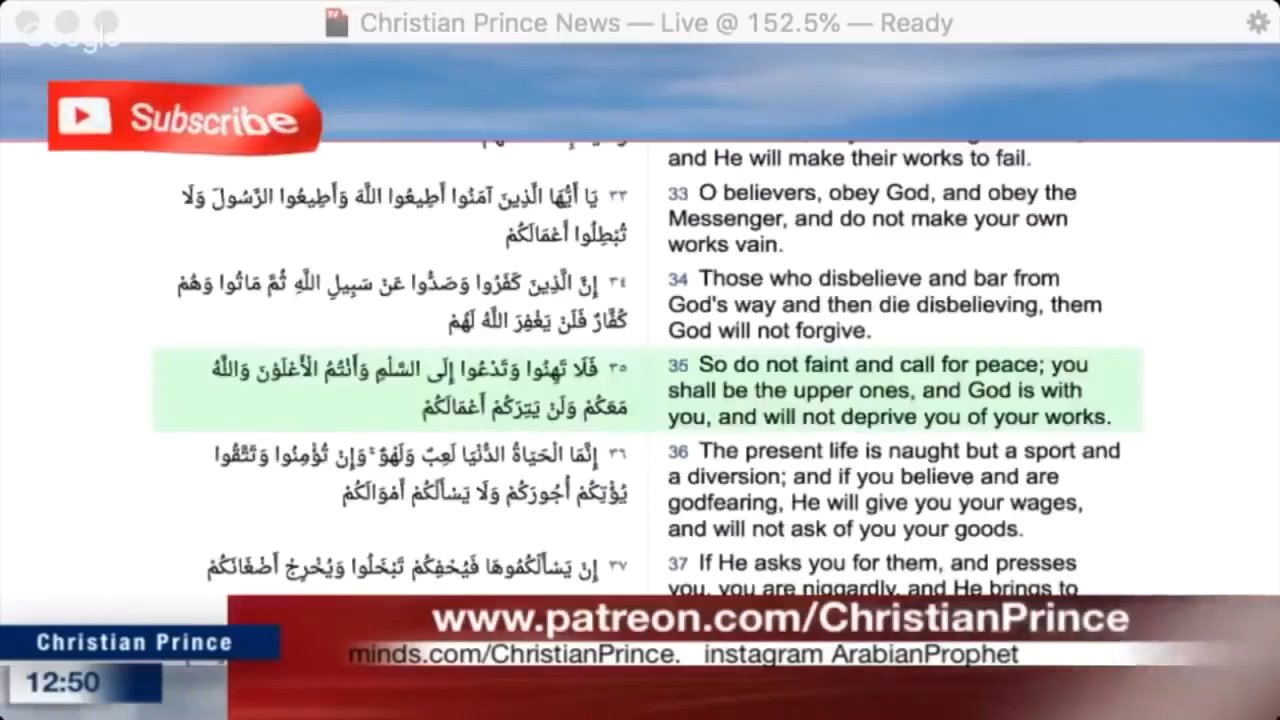 Christian Prince News — Live @ 152.5% — Ready
Google
Subscribe
and He will make their works to fail.
٣٣ يَا أَيُّهَا الَّذِينَ آمَنُوا أَطِيعُوا اللَّهَ وَأَطِيعُوا الرَّسُولَ وَلَا
تُبْطِلُوا أَعْمَالَكُمْ
33 O believers, obey God, and obey the
Messenger, and do not make your own
works vain.
٣٤ إِنَّ الَّذِينَ كَفَرُوا وَصَدُّوا عَنْ سَبِيلِ اللَّهِ ثُمَّ مَاتُوا وَهُمْ
كُفَّارٌ فَلَنْ يَغْفِرَ اللَّهُ لَهُمْ
34 Those who disbelieve and bar from
God's way and then die disbelieving, them
God will not forgive.
٣٥ فَلَا تَهِنُوا وَتَدْعُوا إِلَى السَّلْمِ وَأَنْتُمُ الْأَعْلَوْنَ وَاللَّهُ
مَعَكُمْ وَلَنْ يَتِرَكُمْ أَعْمَالَكُمْ
35 So do not faint and call for peace; you
shall be the upper ones, and God is with
you, and will not deprive you of your works.
٣٦ إِنَّمَا الْحَيَاةُ الدُّنْيَا لَعِبٌ وَلَهْوٌ ۚ وَإِنْ تُؤْمِنُوا وَتَتَّقُوا
يُؤْتِكُمْ أُجُورَكُمْ وَلَا يَسْأَلْكُمْ أَمْوَالَكُمْ
36 The present life is naught but a sport and
a diversion; and if you believe and are
godfearing, He will give you your wages,
and will not ask of you your goods.
٣٧ إِنْ يَسْأَلْكُمُوهَا فَيُحْفِكُمْ تَبْخَلُوا وَيُخْرِجْ أَضْغَانَكُمْ
37 If He asks you for them, and presses
you, you are niggardly, and He brings to
www.patreon.com/ChristianPrince
Christian Prince
minds.com/ChristianPrince. instagram ArabianProphet
12:50